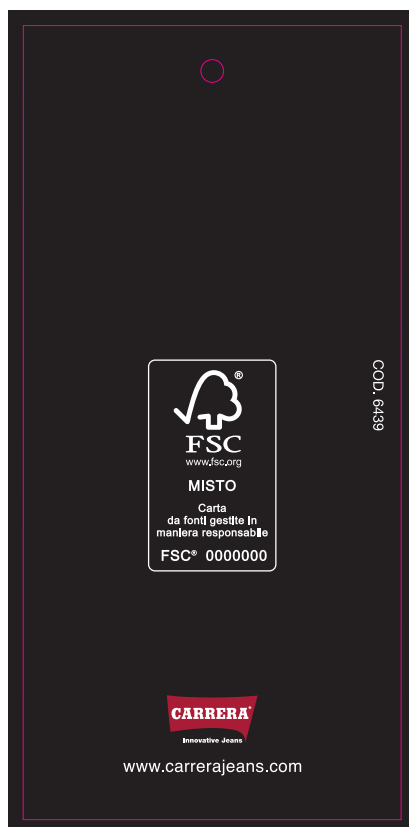 ®
FSC
www.fsc.org
MISTO
Carta
da fonti gestite in
maniera responsabile
FSC® 0000000
COD. 6439
CARRERA®
Innovative Jeans
www.carrerajeans.com